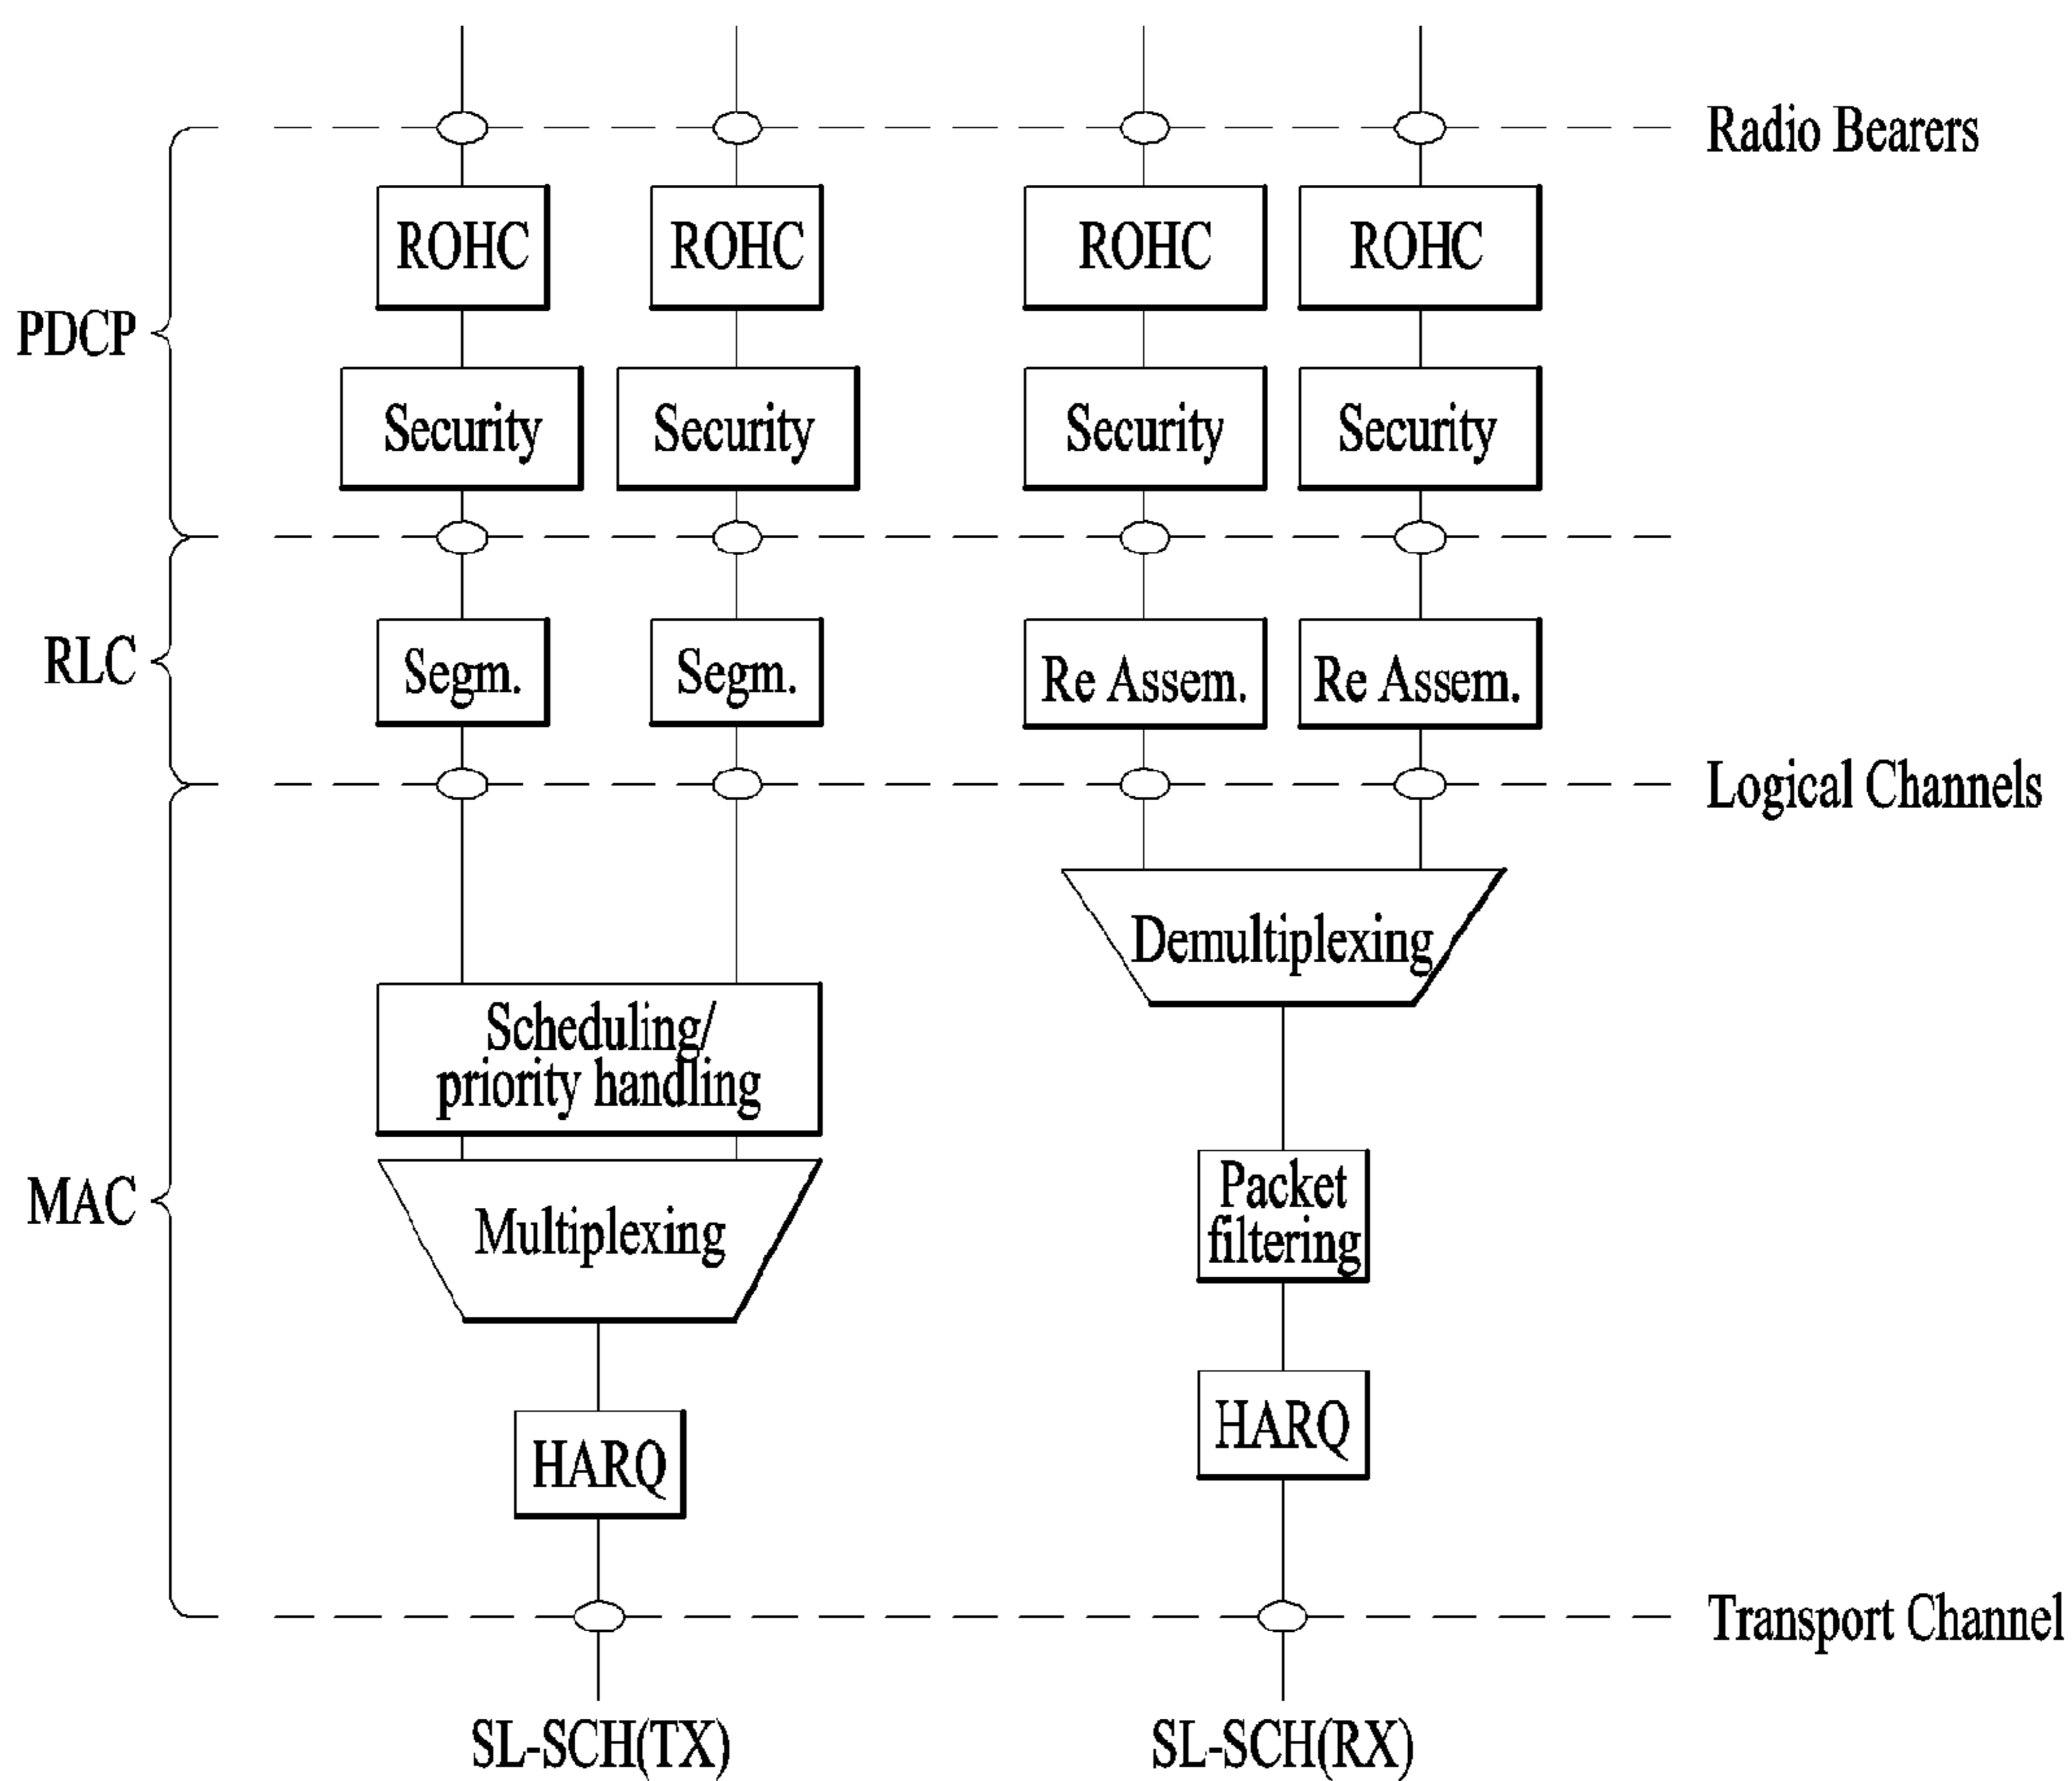 Radio Bearers
ROHC
ROHC
ROHC
ROHC
PDCP
Security
Security
Security
Security
RLC
Segm.
Segm.
Re Assem.
Re Assem.
Logical Channels
Demultiplexing
Scheduling/
priority handling
MAC
Multiplexing
Packet
filtering
HARQ
HARQ
Transport Channel
SL-SCH(TX)
SL-SCH(RX)